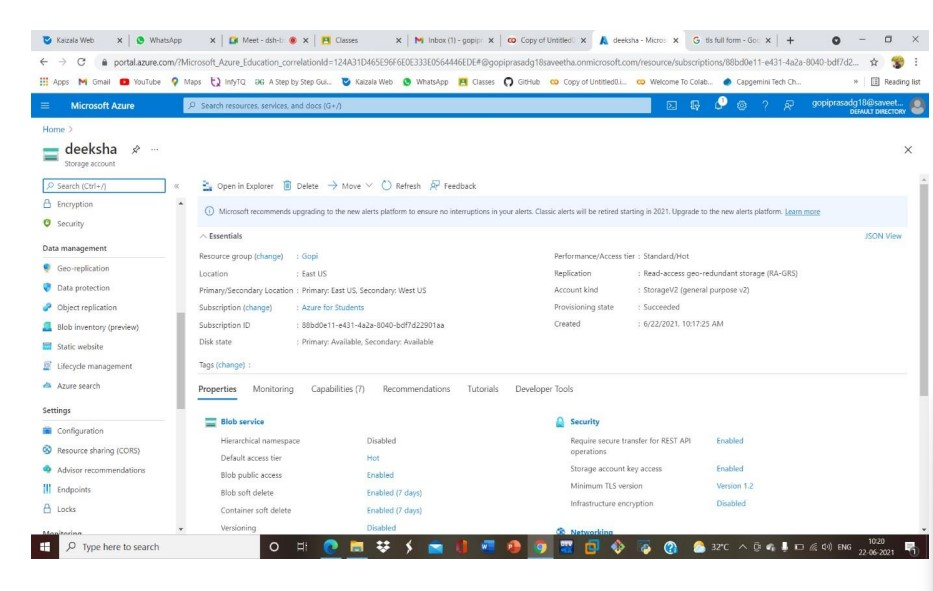 Kaizala Web
WhatsApp
Meet - dsh-b
Classes
Inbox (1) - gopip
Copy of Untitled
deeksha - Micros
tls full form - Goo
portal.azure.com/?Microsoft_Azure_Education_correlationId=124A31D465E96F6E0E333E0564446EDE#@gopiprasadg18saveetha.onmicrosoft.com/resource/subscriptions/88bd0e11-e431-4a2a-8040-bdf7d2...
Apps Gmail YouTube Maps InfyTQ A Step by Step Gui... Kaizala Web WhatsApp Classes GitHub Copy of Untitled0.i... Welcome To Colab... Capgemini Tech Ch... » Reading list
Microsoft Azure
Search resources, services, and docs (G+/)
gopiprasadg18@saveet...
DEFAULT DIRECTORY
Home >
deeksha
Storage account
Search (Ctrl+/)
«
Open in Explorer Delete Move Refresh Feedback
Encryption
Security
Data management
Geo-replication
Data protection
Object replication
Blob inventory (preview)
Static website
Lifecycle management
Azure search
Settings
Configuration
Resource sharing (CORS)
Advisor recommendations
Endpoints
Locks
Monitoring
Microsoft recommends upgrading to the new alerts platform to ensure no interruptions in your alerts. Classic alerts will be retired starting in 2021. Upgrade to the new alerts platform. Learn more
Essentials
JSON View
Resource group (change) : Gopi
Location : East US
Primary/Secondary Location : Primary: East US, Secondary: West US
Subscription (change) : Azure for Students
Subscription ID : 88bd0e11-e431-4a2a-8040-bdf7d22901aa
Disk state : Primary: Available, Secondary: Available
Performance/Access tier : Standard/Hot
Replication : Read-access geo-redundant storage (RA-GRS)
Account kind : StorageV2 (general purpose v2)
Provisioning state : Succeeded
Created : 6/22/2021, 10:17:25 AM
Tags (change) :
Properties Monitoring Capabilities (7) Recommendations Tutorials Developer Tools
Blob service
Hierarchical namespace Disabled
Default access tier Hot
Blob public access Enabled
Blob soft delete Enabled (7 days)
Container soft delete Enabled (7 days)
Versioning Disabled
Security
Require secure transfer for REST API operations Enabled
Storage account key access Enabled
Minimum TLS version Version 1.2
Infrastructure encryption Disabled
Networking
Type here to search
32°C
ENG
10:20
22-06-2021